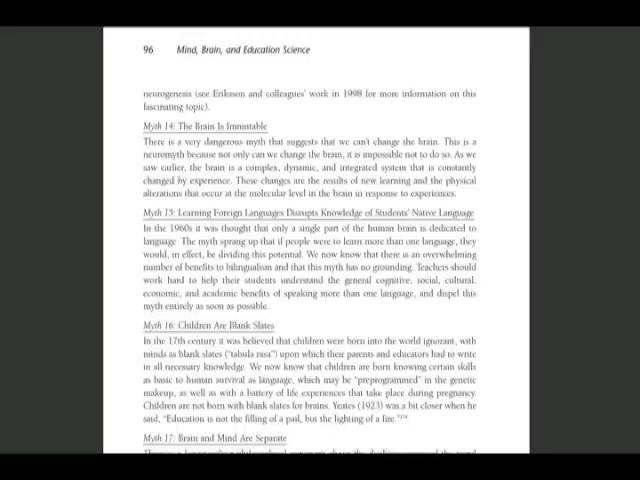 96 Mind, Brain, and Education Science
neurogenesis (see Eriksson and colleagues' work in 1998 for more information on this
fascinating topic).
Myth 14: The Brain Is Immutable
There is a very dangerous myth that suggests that we can't change the brain. This is a
neuromyth because not only can we change the brain, it is impossible not to do so. As we
saw earlier, the brain is a complex, dynamic, and integrated system that is constantly
changed by experience. These changes are the results of new learning and the physical
alterations that occur at the molecular level in the brain in response to experiences.
Myth 15: Learning Foreign Languages Disrupts Knowledge of Students' Native Language
In the 1960s it was thought that only a single part of the human brain is dedicated to
language. The myth sprang up that if people were to learn more than one language, they
would, in effect, be dividing this potential. We now know that there is an overwhelming
number of benefits to bilingualism and that this myth has no grounding. Teachers should
work hard to help their students understand the general cognitive, social, cultural,
economic, and academic benefits of speaking more than one language, and dispel this
myth entirely as soon as possible.
Myth 16: Children Are Blank Slates
In the 17th century it was believed that children were born into the world ignorant, with
minds as blank slates ("tabula rasa") upon which their parents and educators had to write
in all necessary knowledge. We now know that children are born knowing certain skills
as basic to human survival as language, which may be "preprogrammed" in the genetic
makeup, as well as with a battery of life experiences that take place during pregnancy.
Children are not born with blank slates for brains. Yeates (1923) was a bit closer when he
said, "Education is not the filling of a pail, but the lighting of a fire."
Myth 17: Brain and Mind Are Separate